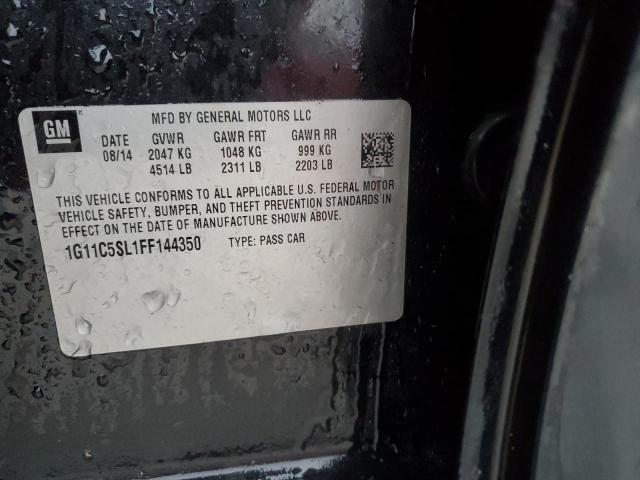 GM
MFD BY GENERAL MOTORS LLC
DATE GVWR GAWR FRT GAWR RR
08/14 2047 KG 1048 KG 999 KG
4514 LB 2311 LB 2203 LB
THIS VEHICLE CONFORMS TO ALL APPLICABLE U.S. FEDERAL MOTOR
VEHICLE SAFETY, BUMPER, AND THEFT PREVENTION STANDARDS IN
EFFECT ON THE DATE OF MANUFACTURE SHOWN ABOVE.
1G11C5SL1FF144350 TYPE: PASS CAR